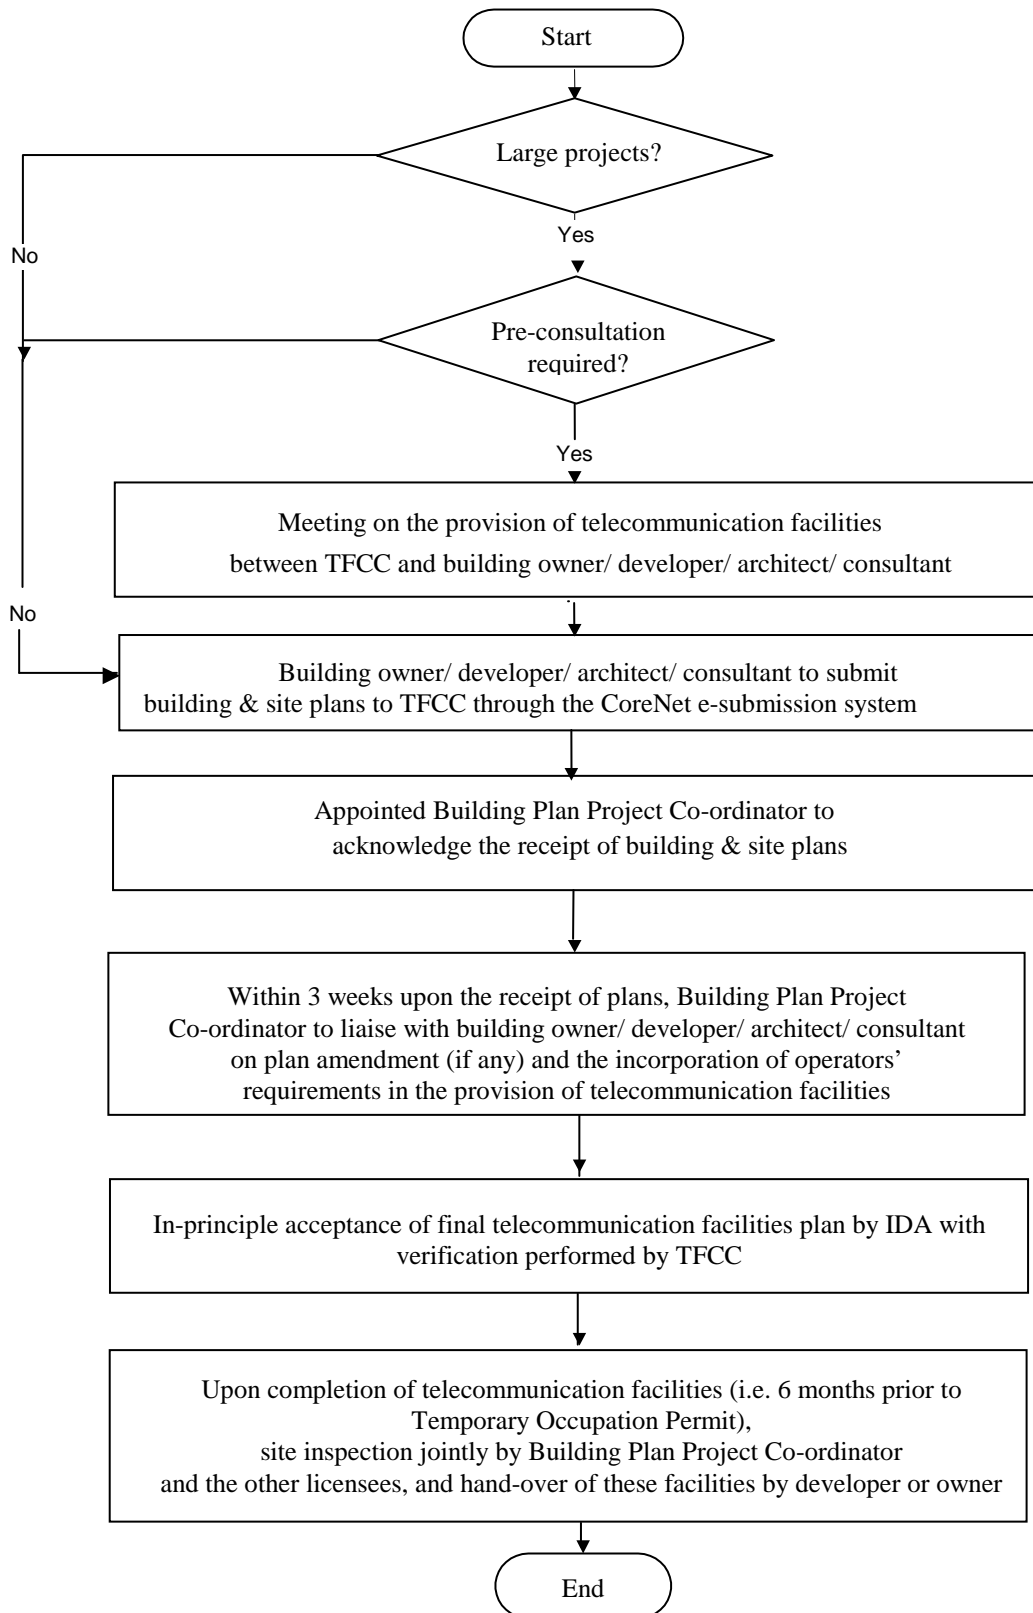 Start
Large projects?
No
Yes
Pre-consultation
required?
Yes
Meeting on the provision of telecommunication facilities
between TFCC and building owner/ developer/ architect/ consultant
No
Building owner/ developer/ architect/ consultant to submit
building & site plans to TFCC through the CoreNet e-submission system
Appointed Building Plan Project Co-ordinator to
acknowledge the receipt of building & site plans
Within 3 weeks upon the receipt of plans, Building Plan Project
Co-ordinator to liaise with building owner/ developer/ architect/ consultant
on plan amendment (if any) and the incorporation of operators’
requirements in the provision of telecommunication facilities
In-principle acceptance of final telecommunication facilities plan by IDA with
verification performed by TFCC
Upon completion of telecommunication facilities (i.e. 6 months prior to
Temporary Occupation Permit),
site inspection jointly by Building Plan Project Co-ordinator
and the other licensees, and hand-over of these facilities by developer or owner
End